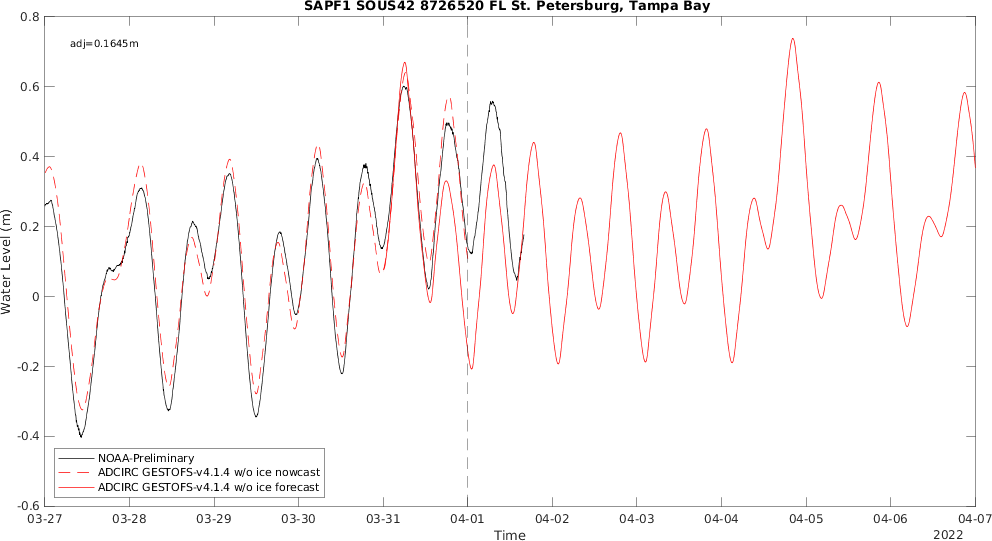 SAPF1 SOUS42 8726520 FL St. Petersburg, Tampa Bay
adj=0.1645m
0.8
0.6
0.4
0.2
0
-0.2
-0.4
-0.6
Water Level (m)
NOAA-Preliminary
ADCIRC GESTOFS-v4.1.4 w/o ice nowcast
ADCIRC GESTOFS-v4.1.4 w/o ice forecast
03-27 03-28 03-29 03-30 03-31 04-01 04-02 04-03 04-04 04-05 04-06 04-07
Time
2022